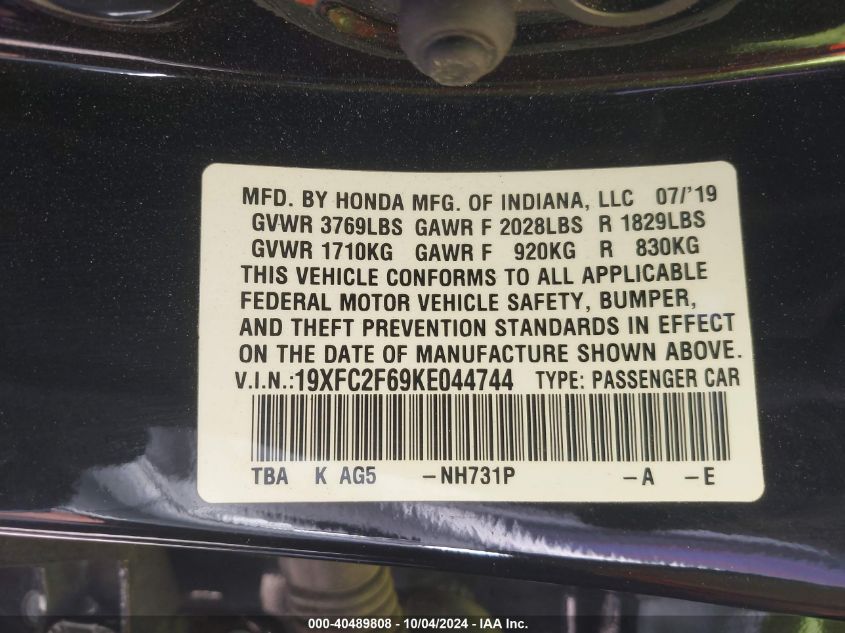 MFD. BY HONDA MFG. OF INDIANA, LLC 07/'19
GVWR 3769LBS GAWR F 2028LBS R 1829LBS
GVWR 1710KG GAWR F 920KG R 830KG
THIS VEHICLE CONFORMS TO ALL APPLICABLE
FEDERAL MOTOR VEHICLE SAFETY, BUMPER,
AND THEFT PREVENTION STANDARDS IN EFFECT
ON THE DATE OF MANUFACTURE SHOWN ABOVE.
V.I.N.:19XFC2F69KE044744 TYPE: PASSENGER CAR
TBA K AG5 -NH731P -A -E
000-40489808 - 10/04/2024 - IAA Inc.